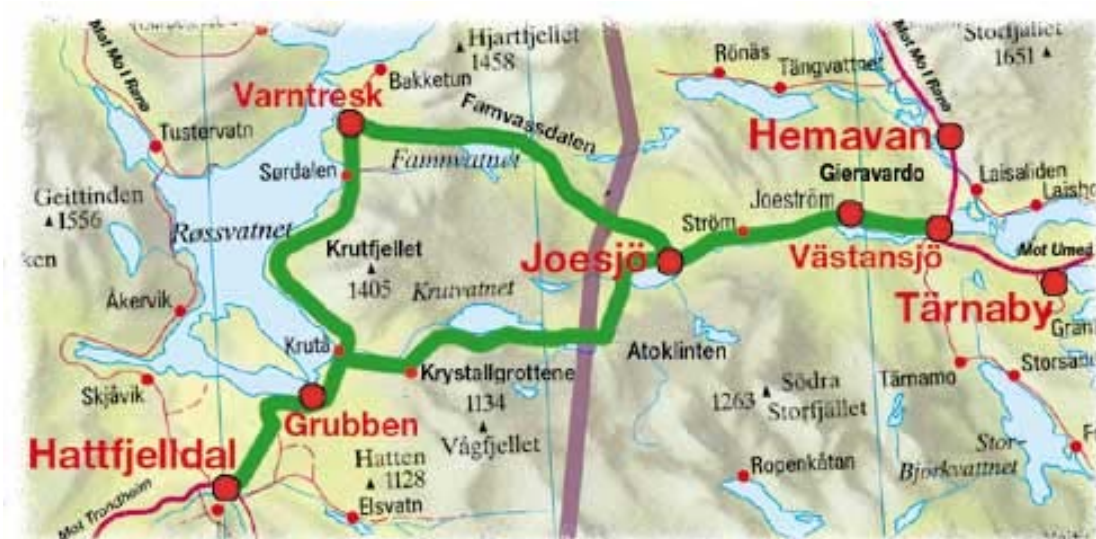 Mot Mo I Rana
Hjartfjellet
1458
Bakketun
Varntresk
Tustervatn
Famvassdalen
Rönäs
Tängvattnet
Mot Mo I Rana
Storfjället
1651
Hemavan
Sørdalen
Famnvatnet
Gieravardo
Laisaliden
Geittinden
1556
Røssvatnet
Joeström
Ström
Krutfjellet
1405
Joesjö
Västansjö
Mot Umeå
Åkervik
Krutvatnet
Tärnaby
Kruta
Atoklinten
Krystallgrottene
1134
Vågfjellet
Tärnamo
Skjåvik
Grubben
1263
Södra
Storfjället
Hattfjelldal
Hatten
1128
Stor-
Björkvattnet
Ropenkåtan
Elsvatn
Mot Trondheim